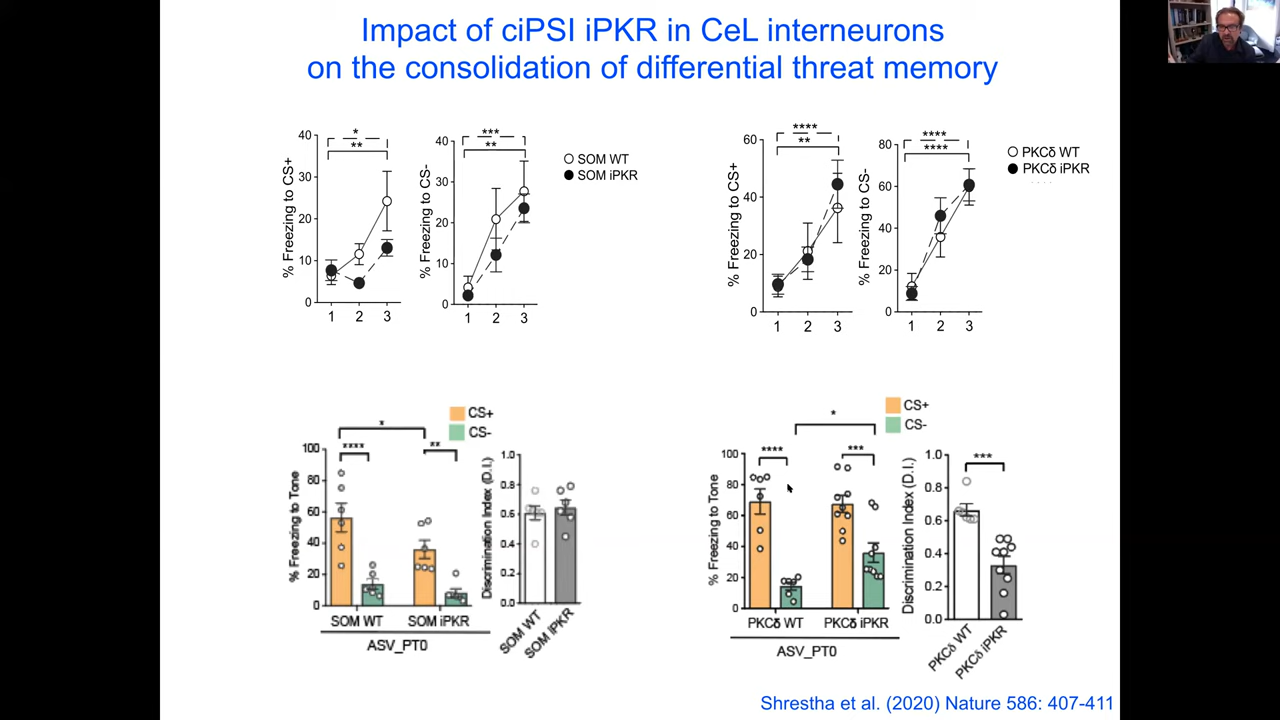 Impact of ciPSI iPKR in CeL interneurons
on the consolidation of differential threat memory
% Freezing to CS+
40
30
20
10
0
1 2 3
*
**
% Freezing to CS-
40
30
20
10
0
1 2 3
***
**
SOM WT
SOM iPKR
% Freezing to CS+
60
40
20
0
1 2 3
****
**
% Freezing to CS-
80
60
40
20
0
1 2 3
****
****
PKCδ WT
PKCδ iPKR
CS+
CS-
*
****
**
% Freezing to Tone
100
80
60
40
20
0
SOM WT SOM iPKR
ASV_PT0
Discrimination Index (D.I.)
1.0
0.8
0.6
0.4
0.2
0.0
SOM WT
SOM iPKR
CS+
CS-
*
****
***
% Freezing to Tone
100
80
60
40
20
0
PKCδ WT PKCδ iPKR
ASV_PT0
Discrimination Index (D.I.)
***
1.0
0.8
0.6
0.4
0.2
0.0
PKCδ WT
PKCδ iPKR
Shrestha et al. (2020) Nature 586: 407-411